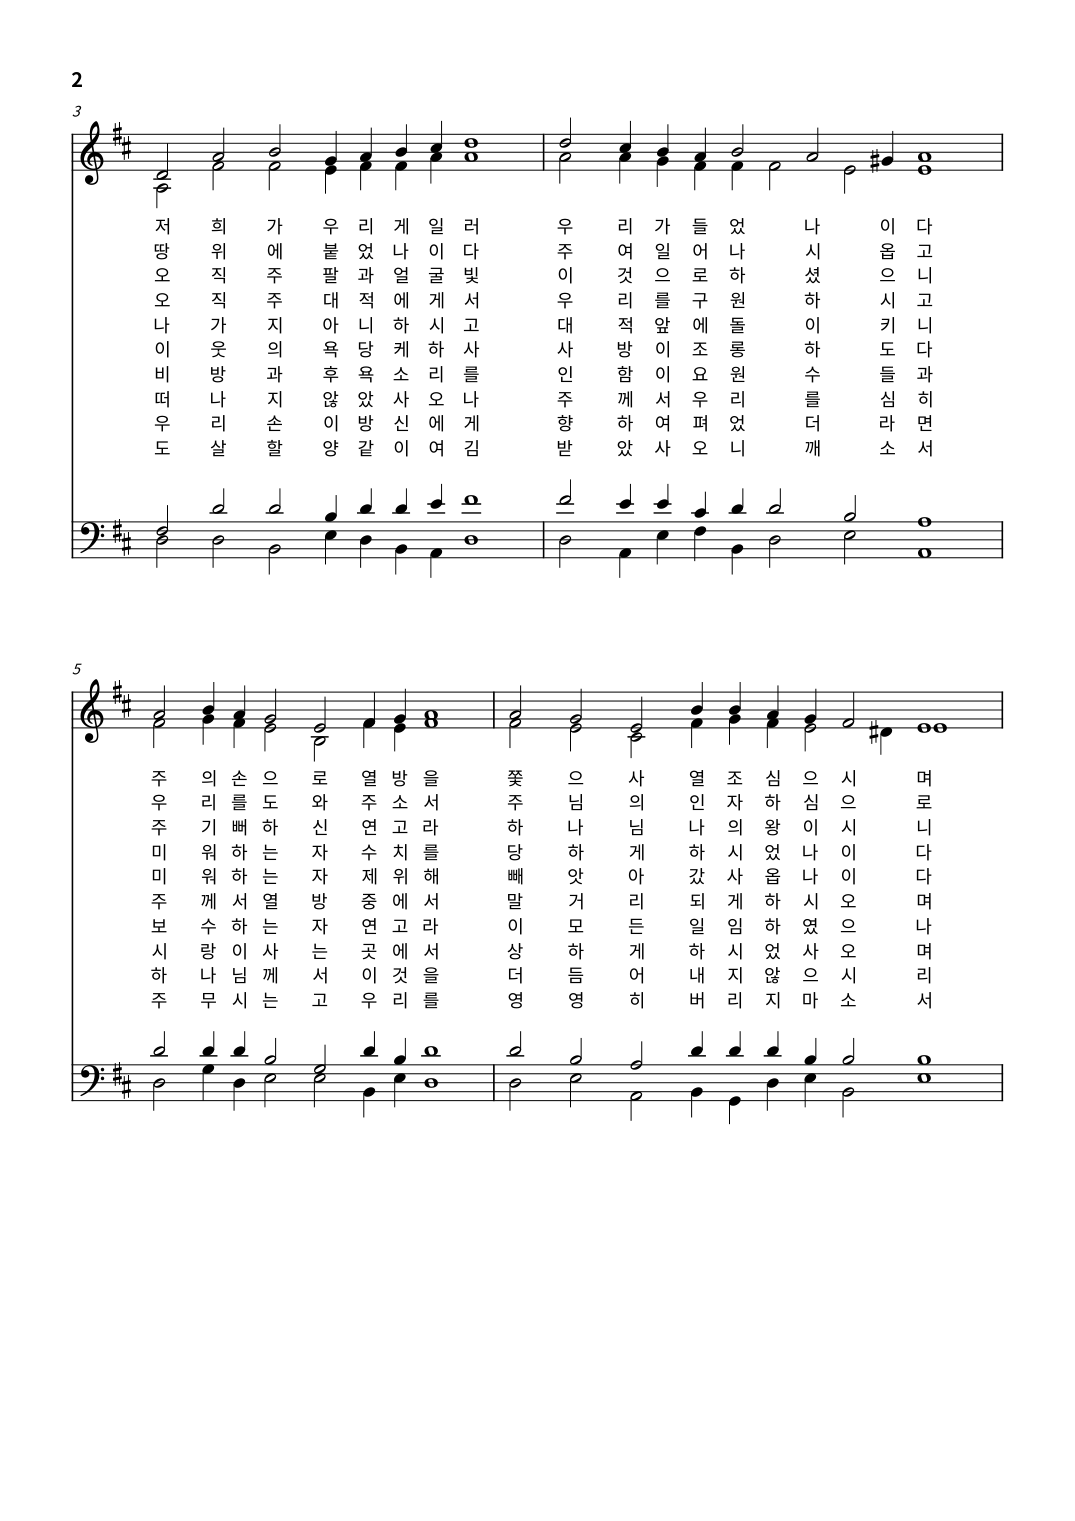 2
3
저 희 가 우 리 게 일 러 우 리 가 들 었 나 이 다
땅 위 에 붙 었 나 이 다 주 여 일 어 나 시 옵 고
오 직 주 팔 과 얼 굴 빛 이 것 으 로 하 셨 으 니
오 직 주 대 적 에 게 서 우 리 를 구 원 하 시 고
나 가 지 아 니 하 시 고 대 적 앞 에 돌 이 키 니
이 웃 의 욕 당 케 하 사 사 방 이 조 롱 하 도 다
비 방 과 후 욕 소 리 를 인 함 이 요 원 수 들 과
떠 나 지 않 았 사 오 나 주 께 서 우 리 를 심 히
우 리 손 이 방 신 에 게 향 하 여 펴 었 더 라 면
도 살 할 양 같 이 여 김 받 았 사 오 니 깨 소 서
5
주 의 손 으 로 열 방 을 쫓 으 사 열 조 심 으 시 며
우 리 를 도 와 주 소 서 주 님 의 인 자 하 심 으 로
주 기 뻐 하 신 연 고 라 하 나 님 나 의 왕 이 시 니
미 워 하 는 자 수 치 를 당 하 게 하 시 었 나 이 다
미 워 하 는 자 제 위 해 빼 앗 아 갔 사 옵 나 이 다
주 께 서 열 방 중 에 서 말 거 리 되 게 하 시 오 며
보 수 하 는 자 연 고 라 이 모 든 일 임 하 였 으 나
시 랑 이 사 는 곳 에 서 상 하 게 하 시 었 사 오 며
하 나 님 께 서 이 것 을 더 듬 어 내 지 않 으 시 리
주 무 시 는 고 우 리 를 영 영 히 버 리 지 마 소 서